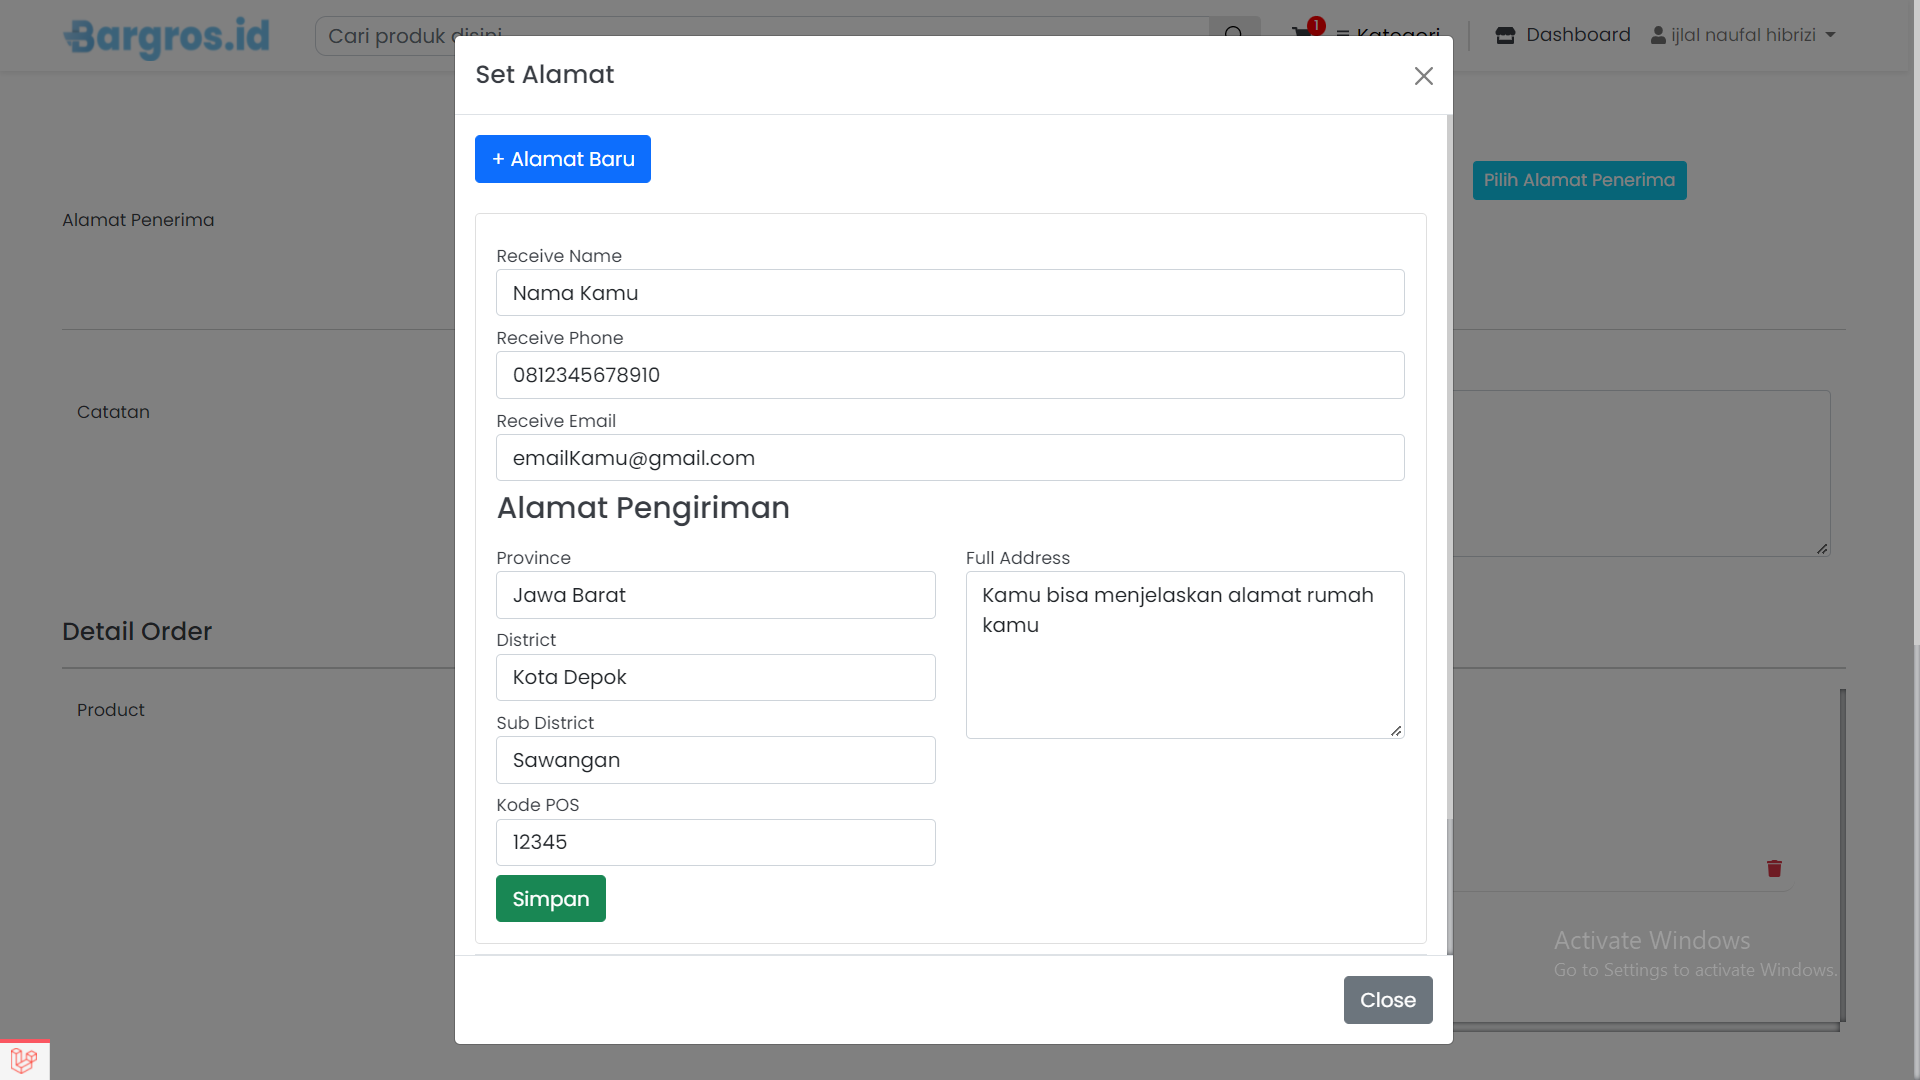 Bargros.id
Cari produk disini
1
Kategori
Dashboard
ijlal naufal hibrizi
Set Alamat
+ Alamat Baru
Pilih Alamat Penerima
Alamat Penerima
Receive Name
Nama Kamu
Receive Phone
0812345678910
Catatan
Receive Email
emailKamu@gmail.com
Alamat Pengiriman
Province
Jawa Barat
District
Kota Depok
Sub District
Sawangan
Kode POS
12345
Full Address
Kamu bisa menjelaskan alamat rumah
kamu
Simpan
Detail Order
Product
Close
Activate Windows
Go to Settings to activate Windows.